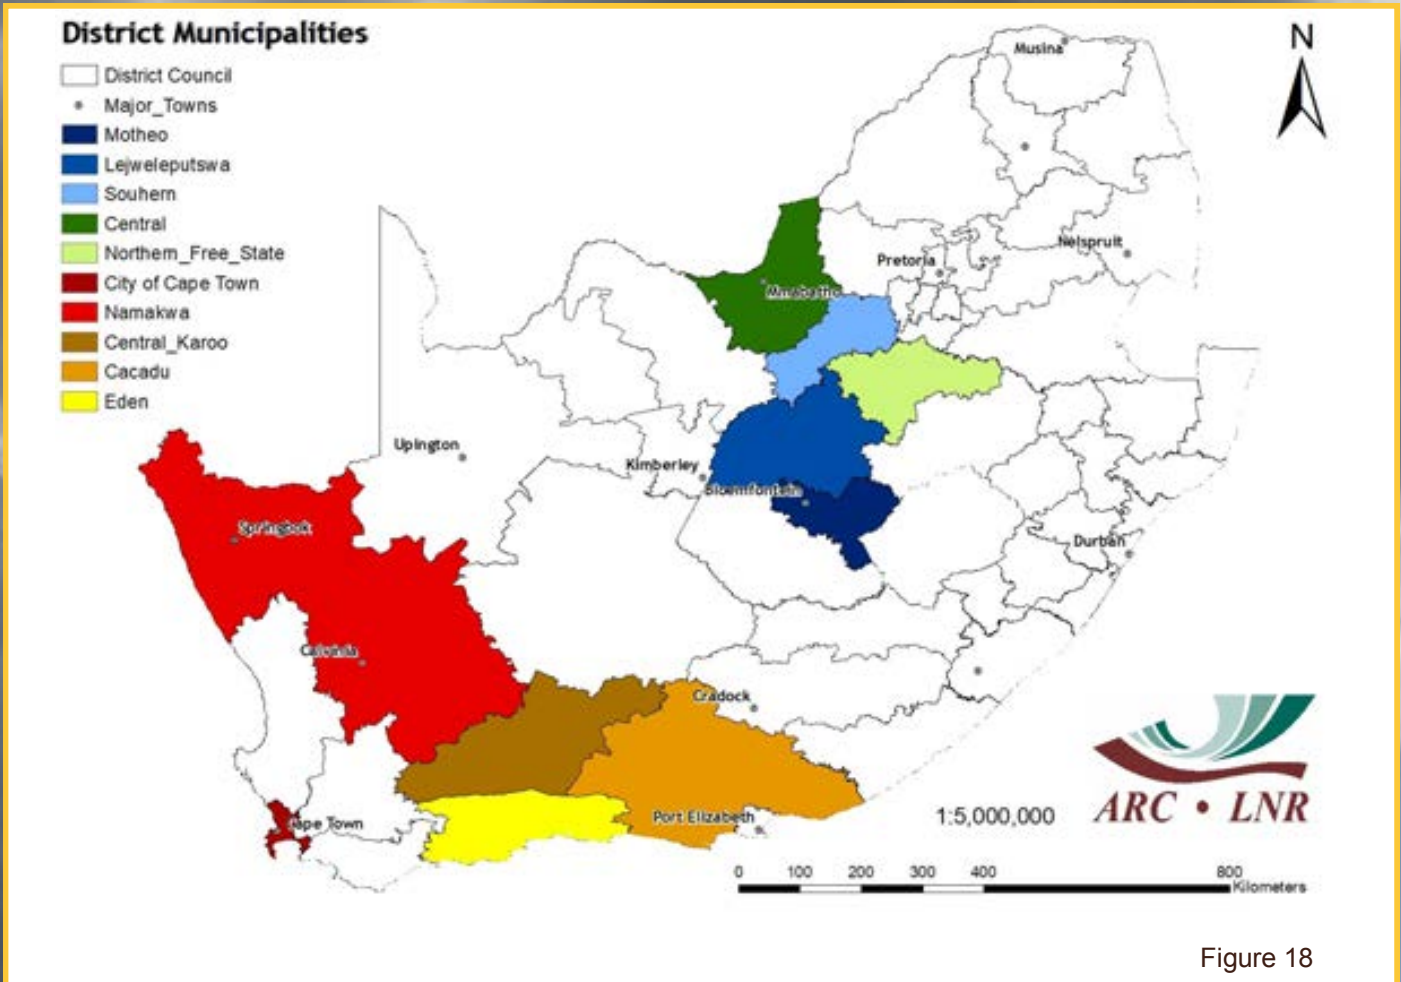 District Municipalities
District Council
Major_Towns
Motheo
Lejweleputswa
Souhern
Central
Northern_Free_State
City of Cape Town
Namakwa
Central_Karoo
Cacadu
Eden
N
Musina
Nelspruit
Pretoria
Mmabatho
Upington
Kimberley
Bloemfontein
Springbok
Durban
Calvinia
Cradock
Cape Town
Port Elizabeth
1:5,000,000
ARC • LNR
0 100 200 300 400 800
Kilometers
Figure 18